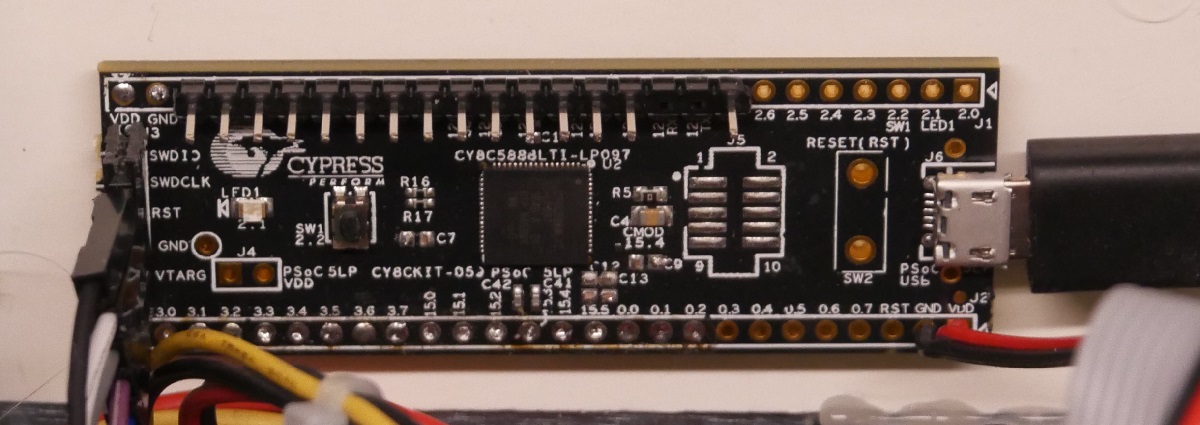 VDD GND
J3
SWDIO
SWDCLK
RST
GND
VTARG
J4
PSoC 5LP
VDD
LED1
2.1
CYPRESS
PERFORM
SW1
2.2
R16
R17
C7
CY8C5888LTI-LP097
U2
R5
C4
CMOD
15.4
C9
C13
C12
C42
PSoC 5LP
J5
1 2
9 10
RESET(RST)
SW2
J6
PSoC
USB
2.6 2.5 2.4 2.3 2.2 2.1 2.0
SW1 LED1 J1
J2
3.0 3.1 3.2 3.3 3.4 3.5 3.6 3.7 15.0 15.1 15.2 15.3 15.4 15.5 0.0 0.1 0.2 0.3 0.4 0.5 0.6 0.7 RST GND VDD